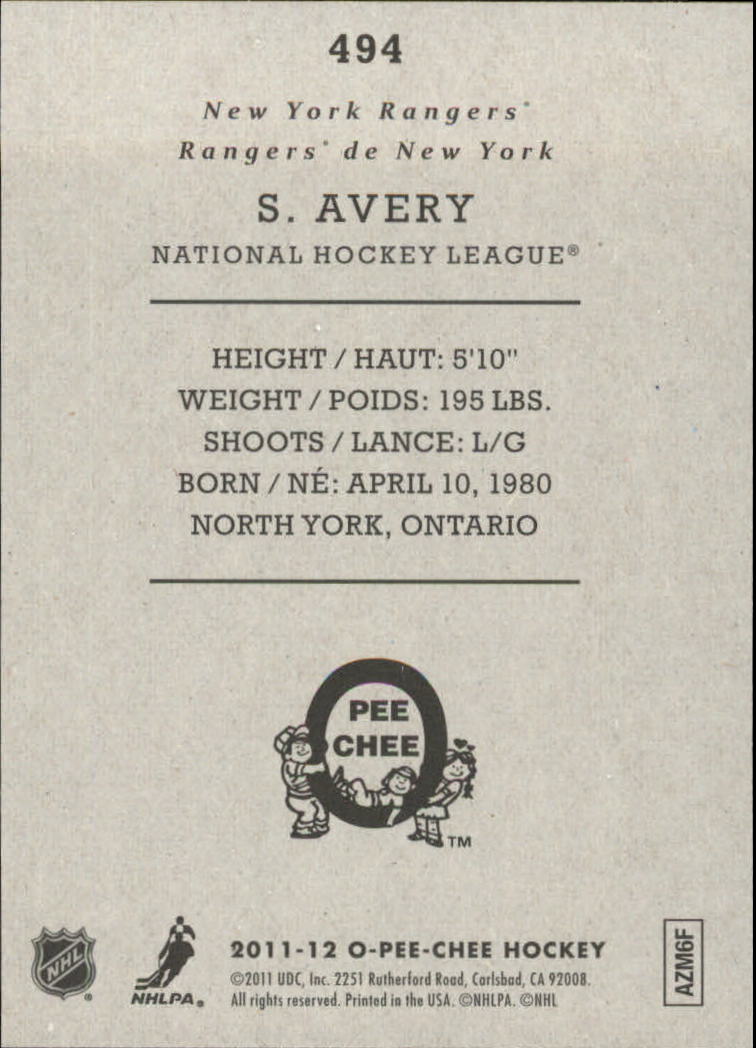 494
New York Rangers®
Rangers® de New York
S. AVERY
NATIONAL HOCKEY LEAGUE®
HEIGHT / HAUT: 5'10"
WEIGHT / POIDS: 195 LBS.
SHOOTS / LANCE: L/G
BORN / NÉ: APRIL 10, 1980
NORTH YORK, ONTARIO
PEE
CHEE
TM
NHL ®
NHLPA®
2011-12 O-PEE-CHEE HOCKEY
©2011 UDC, Inc. 2251 Rutherford Road, Carlsbad, CA 92008.
All rights reserved. Printed in the USA. ©NHLPA. ©NHL
AZM6F